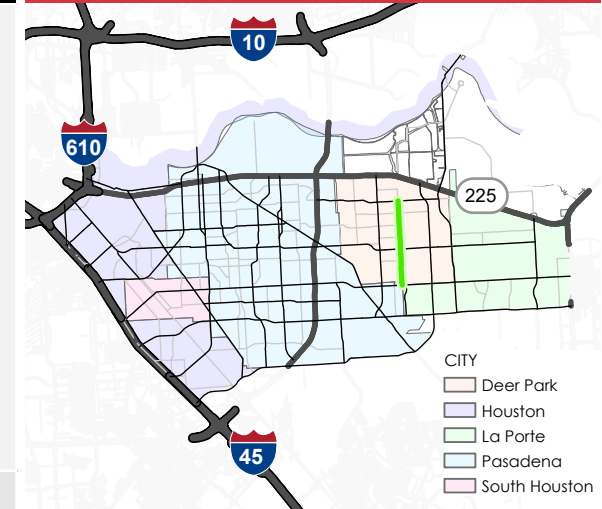 10
610
225
CITY
Deer Park
Houston
La Porte
Pasadena
South Houston
45